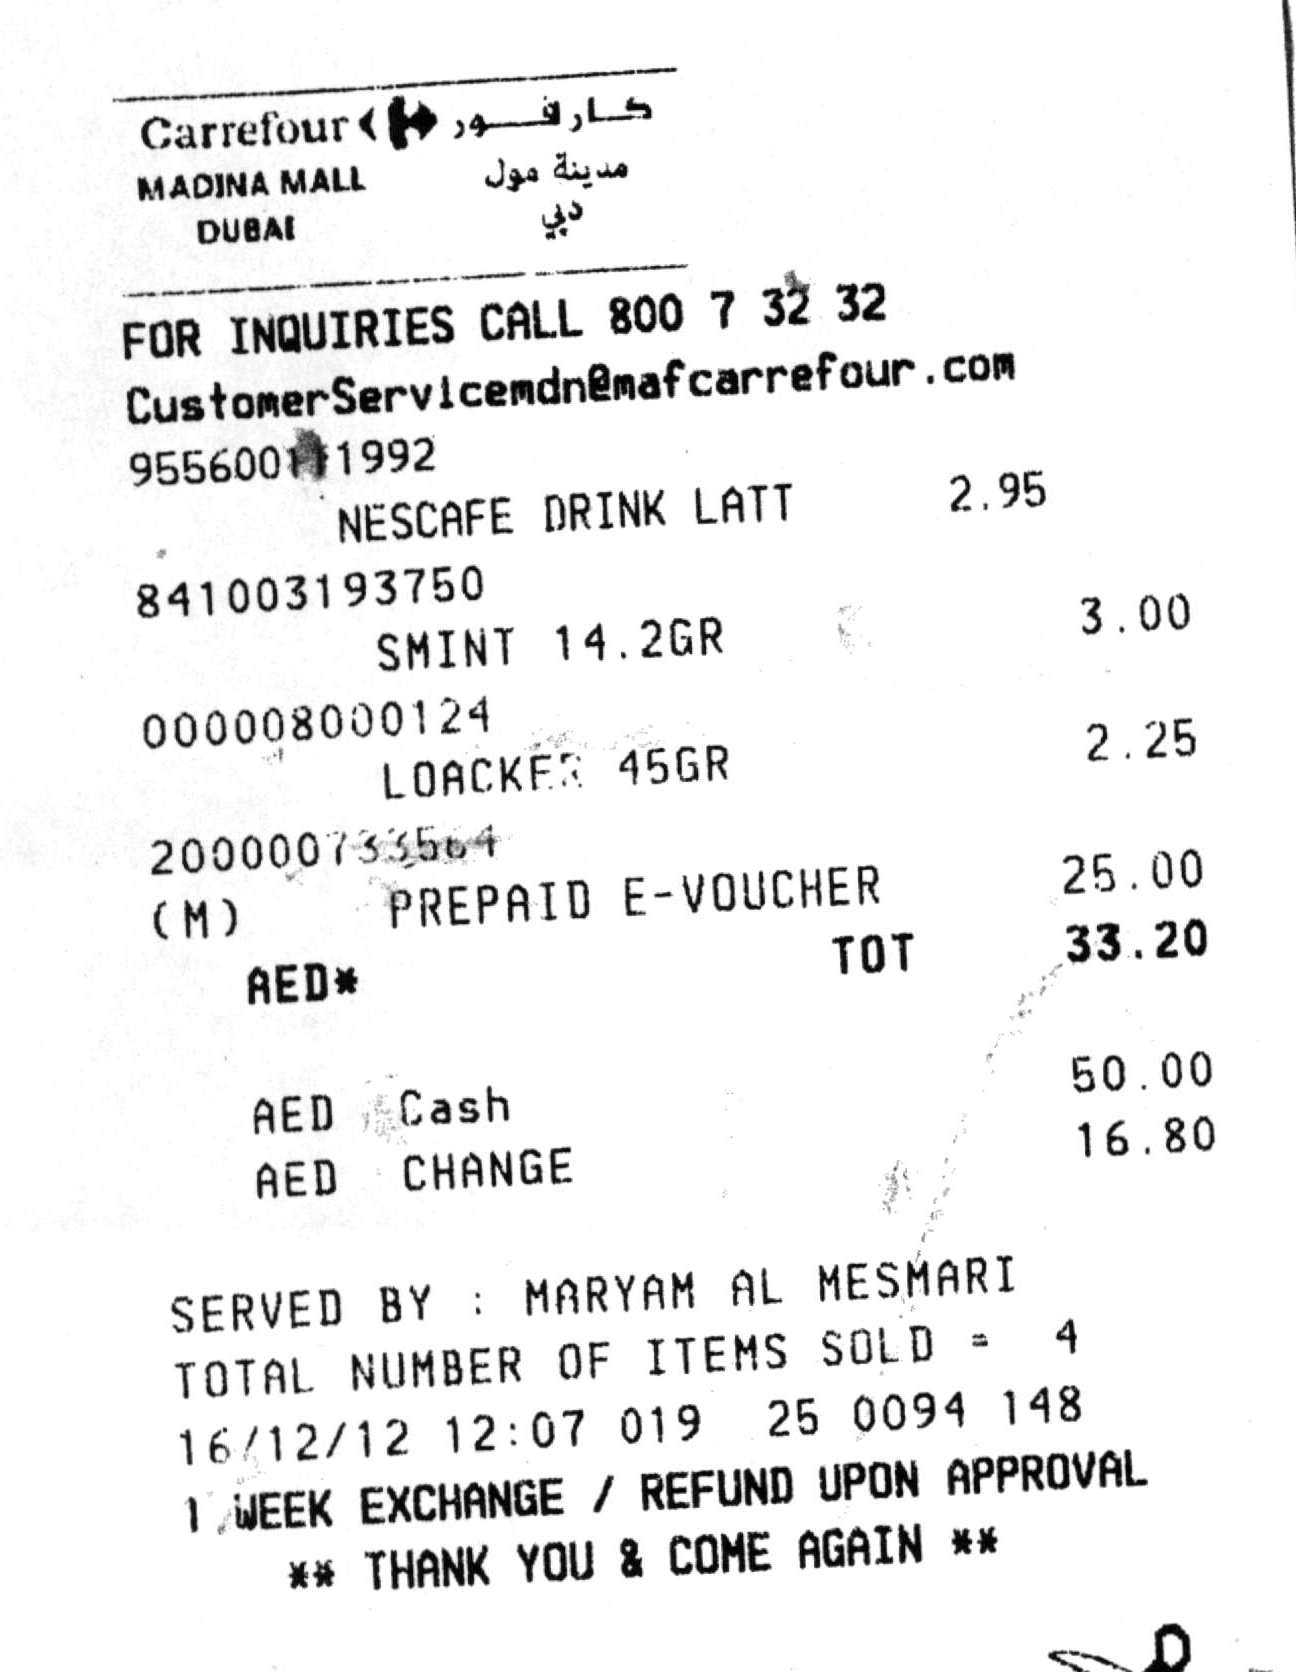 Carrefour كارفور
MADINA MALL مدينة مول
DUBAI دبي
FOR INQUIRIES CALL 800 7 32 32
CustomerServicemdn@mafcarrefour.com
955600111992
NESCAFE DRINK LATT 2.95
841003193750
SMINT 14.2GR 3.00
000008000124
LOACKER 45GR 2.25
200000733564
(M) PREPAID E-VOUCHER 25.00
AED* TOT 33.20
AED Cash 50.00
AED CHANGE 16.80
SERVED BY : MARYAM AL MESMARI
TOTAL NUMBER OF ITEMS SOLD = 4
16/12/12 12:07 019 25 0094 148
1 WEEK EXCHANGE / REFUND UPON APPROVAL
** THANK YOU & COME AGAIN **